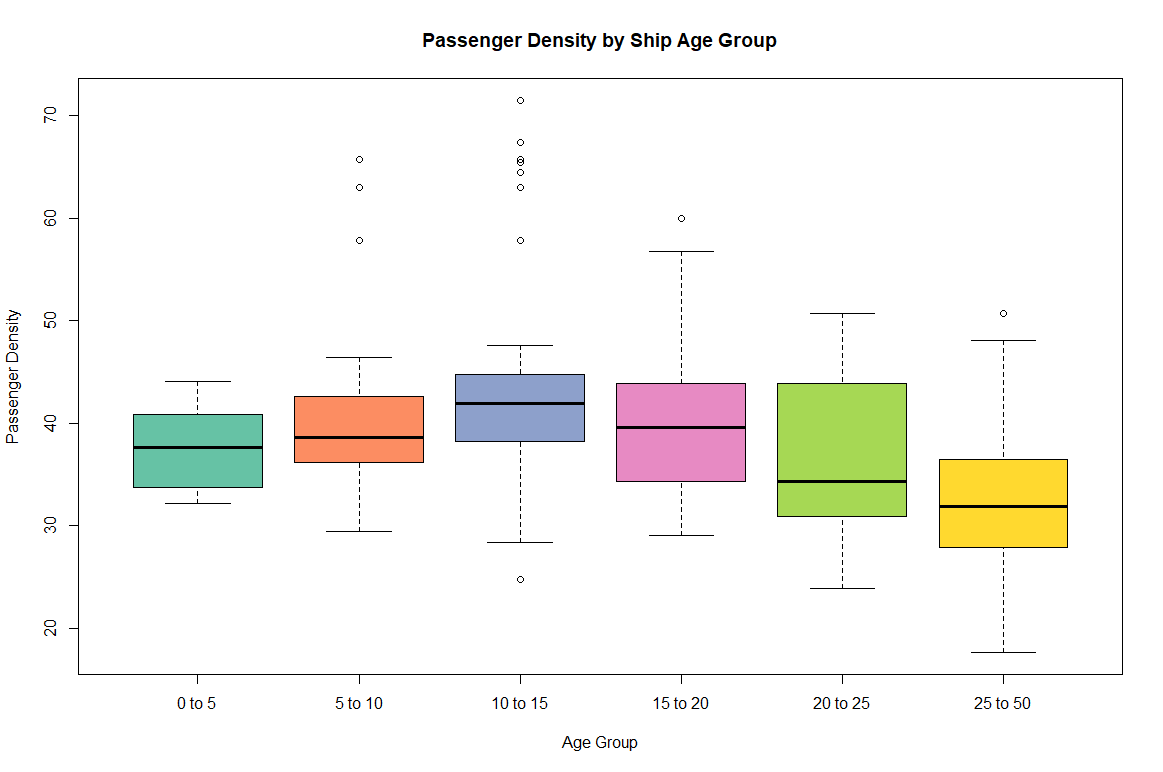 Passenger Density by Ship Age Group
Passenger Density
70
60
50
40
30
20
0 to 5
5 to 10
10 to 15
15 to 20
20 to 25
25 to 50
Age Group